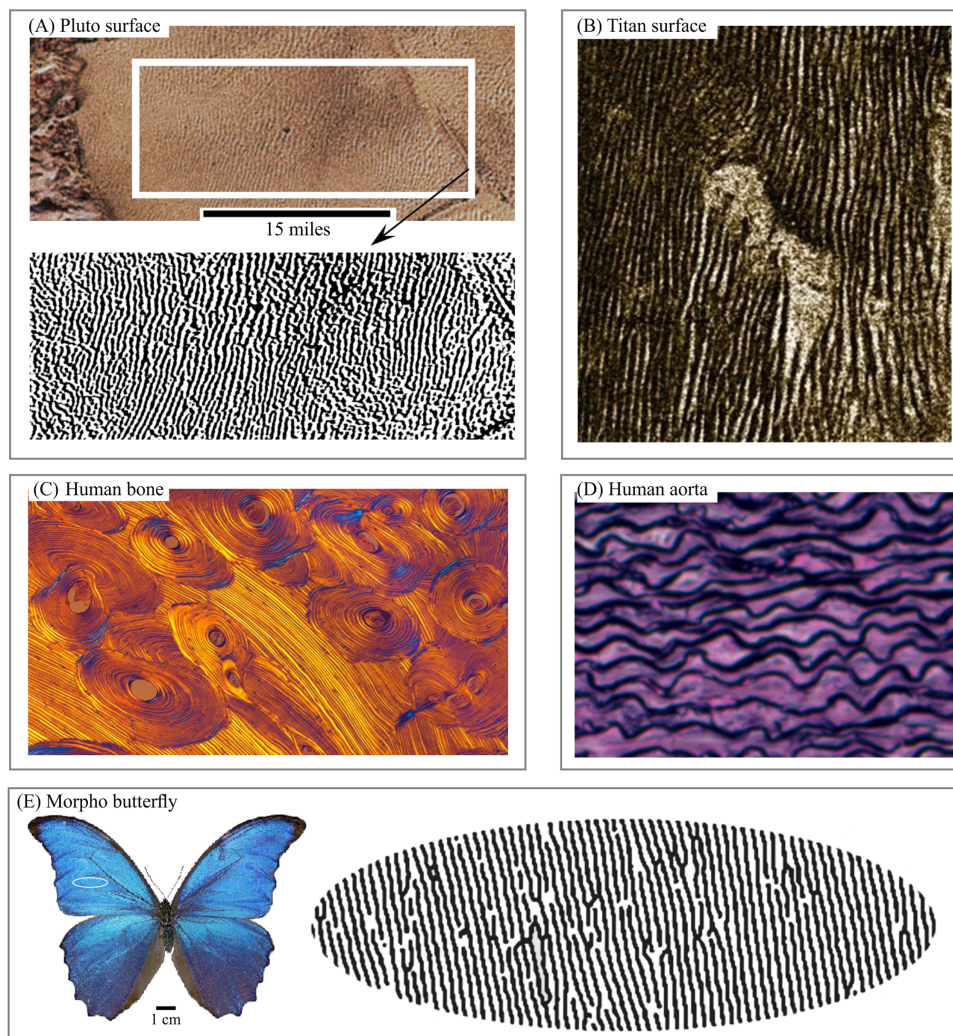 (A) Pluto surface
15 miles
(B) Titan surface
(C) Human bone
(D) Human aorta
(E) Morpho butterfly
1 cm